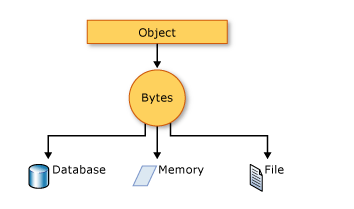 Object
Bytes
Database
Memory
File